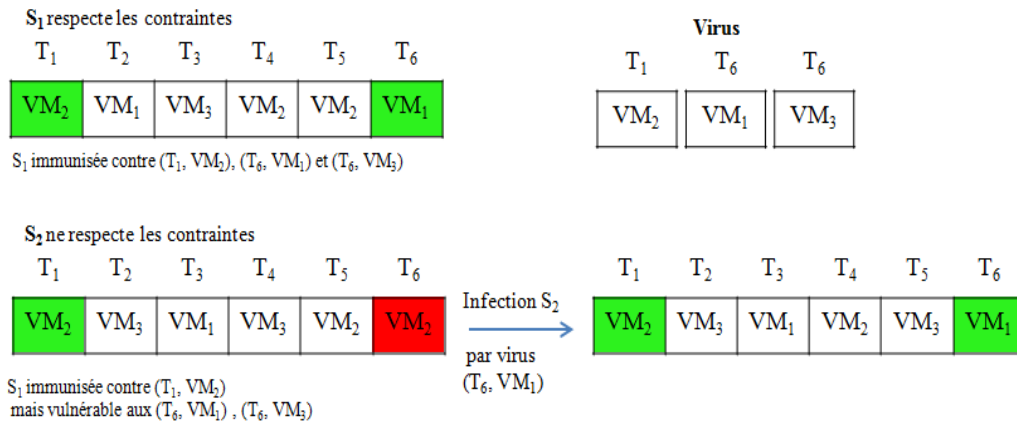 S₁ respecte les contraintes
T₁ T₂ T₃ T₄ T₅ T₆
VM₂ VM₁ VM₃ VM₂ VM₂ VM₁
S₁ immunisée contre (T₁, VM₂), (T₆, VM₁) et (T₆, VM₃)
Virus
T₁ T₆ T₆
VM₂ VM₁ VM₃
S₂ ne respecte les contraintes
T₁ T₂ T₃ T₄ T₅ T₆
VM₂ VM₃ VM₁ VM₃ VM₂ VM₂
S₁ immunisée contre (T₁, VM₂)
mais vulnérable aux (T₆, VM₁) , (T₆, VM₃)
Infection S₂
par virus
(T₆, VM₁)
T₁ T₂ T₃ T₄ T₅ T₆
VM₂ VM₃ VM₁ VM₂ VM₃ VM₁